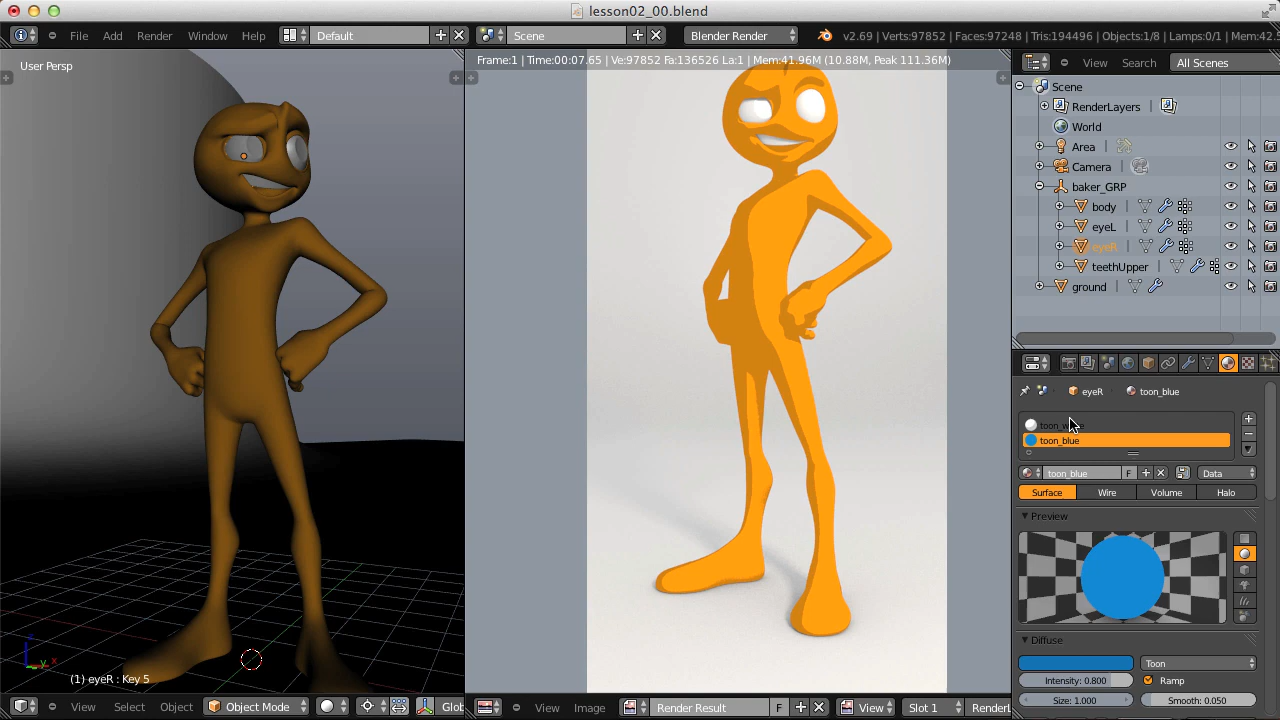 lesson02_00.blend
File Add Render Window Help Default Scene Blender Render v2.69 | Verts:97852 | Faces:97248 | Tris:194496 | Objects:1/8 | Lamps:0/1 | Mem:42.5
User Persp
Frame:1 | Time:00:07.65 | Ve:97852 Fa:136526 La:1 | Mem:41.96M (10.88M, Peak 111.36M)
View Search All Scenes
Scene
RenderLayers
World
Area
Camera
baker_GRP
body
eyeL
eyeR
teethUpper
ground
eyeR toon_blue
toon_blue
toon_blue F Data
Surface Wire Volume Halo
Preview
Diffuse
Toon
Intensity: 0.800 Ramp
Size: 1.000 Smooth: 0.050
(1) eyeR : Key 5
View Select Object Object Mode Glob
View Image Render Result F View Slot 1 Render